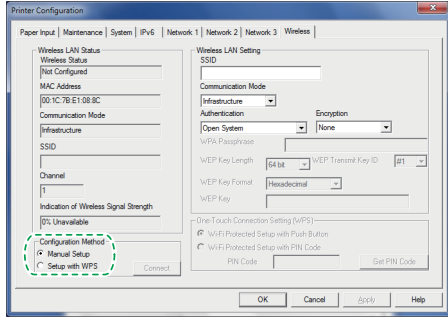 Printer Configuration
Paper Input
Maintenance
System
IPv6
Network 1
Network 2
Network 3
Wireless
Wireless LAN Status
Wireless Status
Not Configured
MAC Address
00:1C:7B:E1:08:8C
Communication Mode
Infrastructure
SSID
Channel
1
Indication of Wireless Signal Strength
0% Unavailable
Configuration Method
Manual Setup
Setup with WPS
Connect
Wireless LAN Setting
SSID
Communication Mode
Infrastructure
Authentication
Encryption
Open System
None
WPA Passphrase
WEP Key Length
64 bit
WEP Transmit Key ID
#1
WEP Key Format
Hexadecimal
WEP Key
One-Touch Connection Setting(WPS)
Wi-Fi Protected Setup with Push Button
Wi-Fi Protected Setup with PIN Code
PIN Code
Get PIN Code
OK
Cancel
Apply
Help